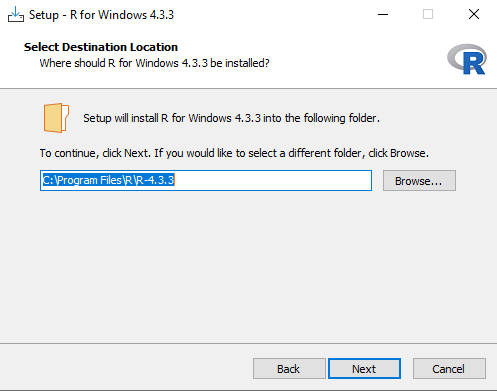 Setup - R for Windows 4.3.3
Select Destination Location
Where should R for Windows 4.3.3 be installed?
R
Setup will install R for Windows 4.3.3 into the following folder.
To continue, click Next. If you would like to select a different folder, click Browse.
C:\Program Files\R\R-4.3.3
Browse...
Back
Next
Cancel